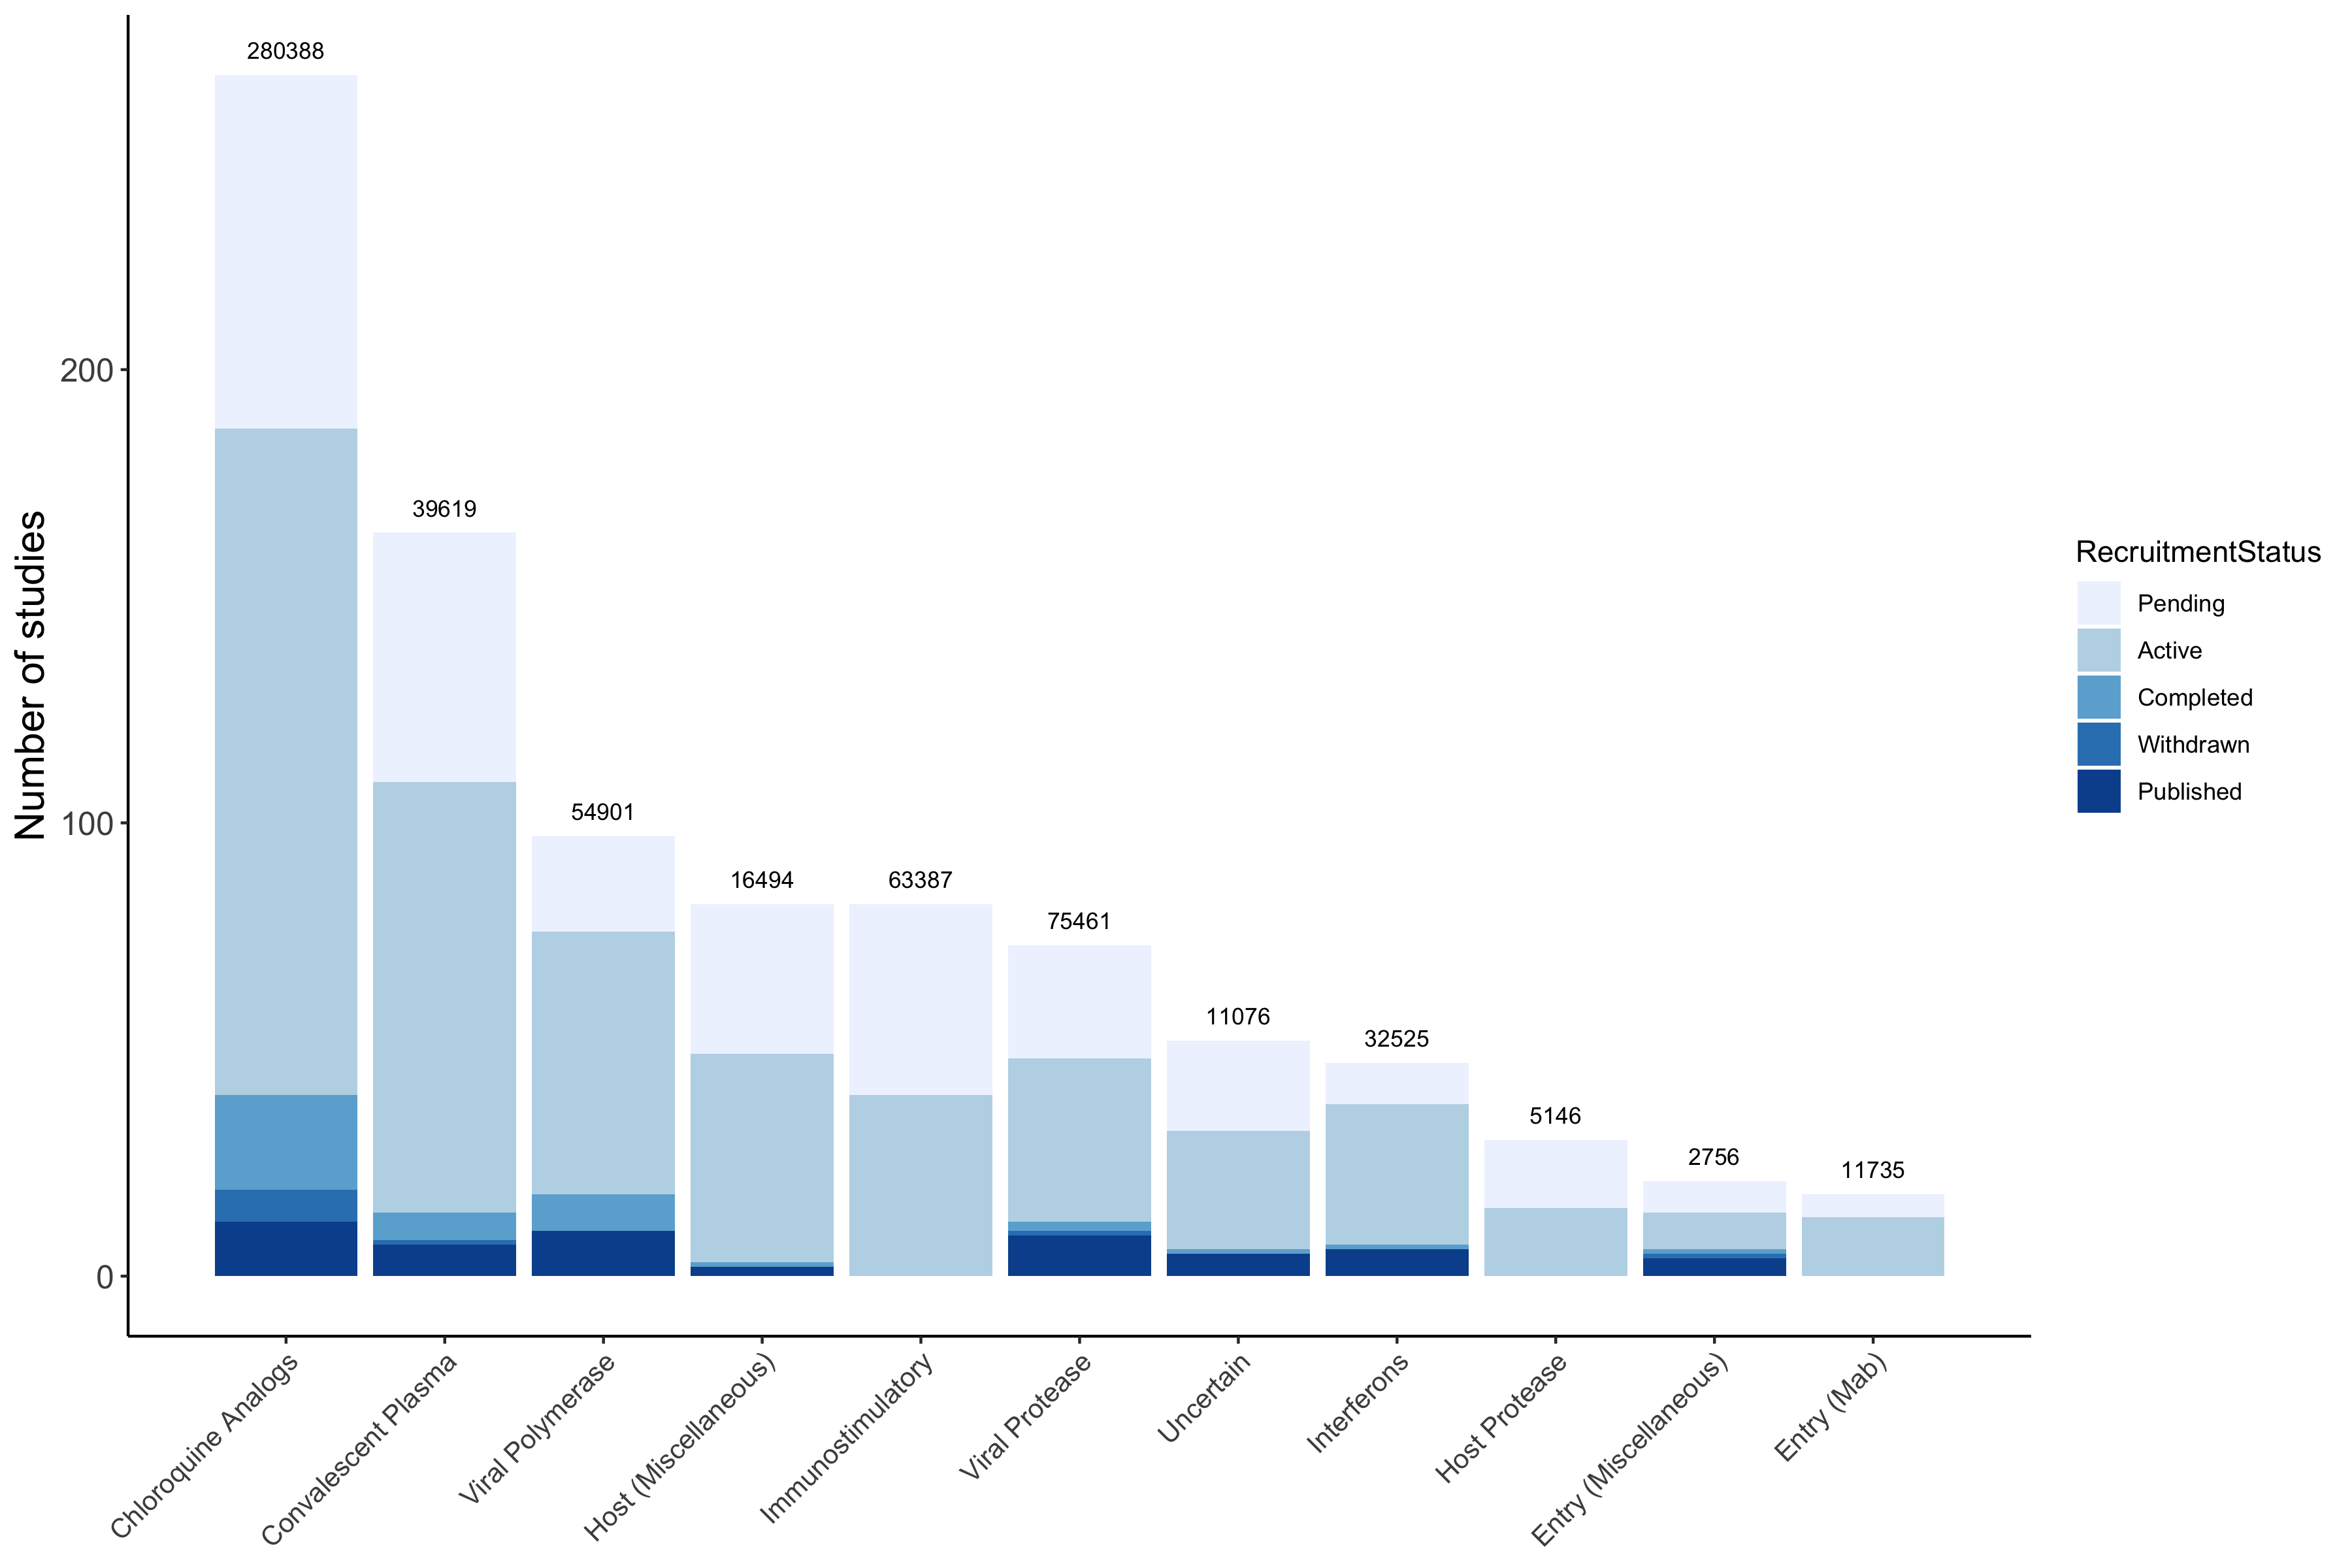 Number of studies
200
100
0
280388
39619
54901
16494
63387
75461
11076
32525
5146
2756
11735
Chloroquine Analogs
Convalescent Plasma
Viral Polymerase
Host (Miscellaneous)
Immunostimulatory
Viral Protease
Uncertain
Interferons
Host Protease
Entry (Miscellaneous)
Entry (Mab)
RecruitmentStatus
Pending
Active
Completed
Withdrawn
Published